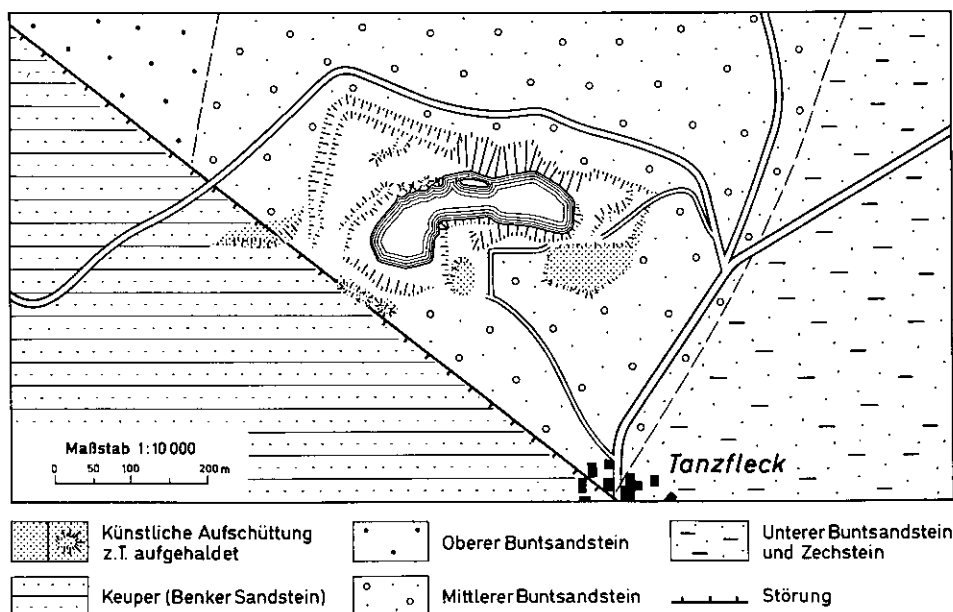 Maßstab 1:10 000
0 50 100 200 m
Tanzfleck
Künstliche Aufschüttung
z.T. aufgehaldet
Oberer Buntsandstein
Unterer Buntsandstein
und Zechstein
Keuper (Benker Sandstein)
Mittlerer Buntsandstein
Störung